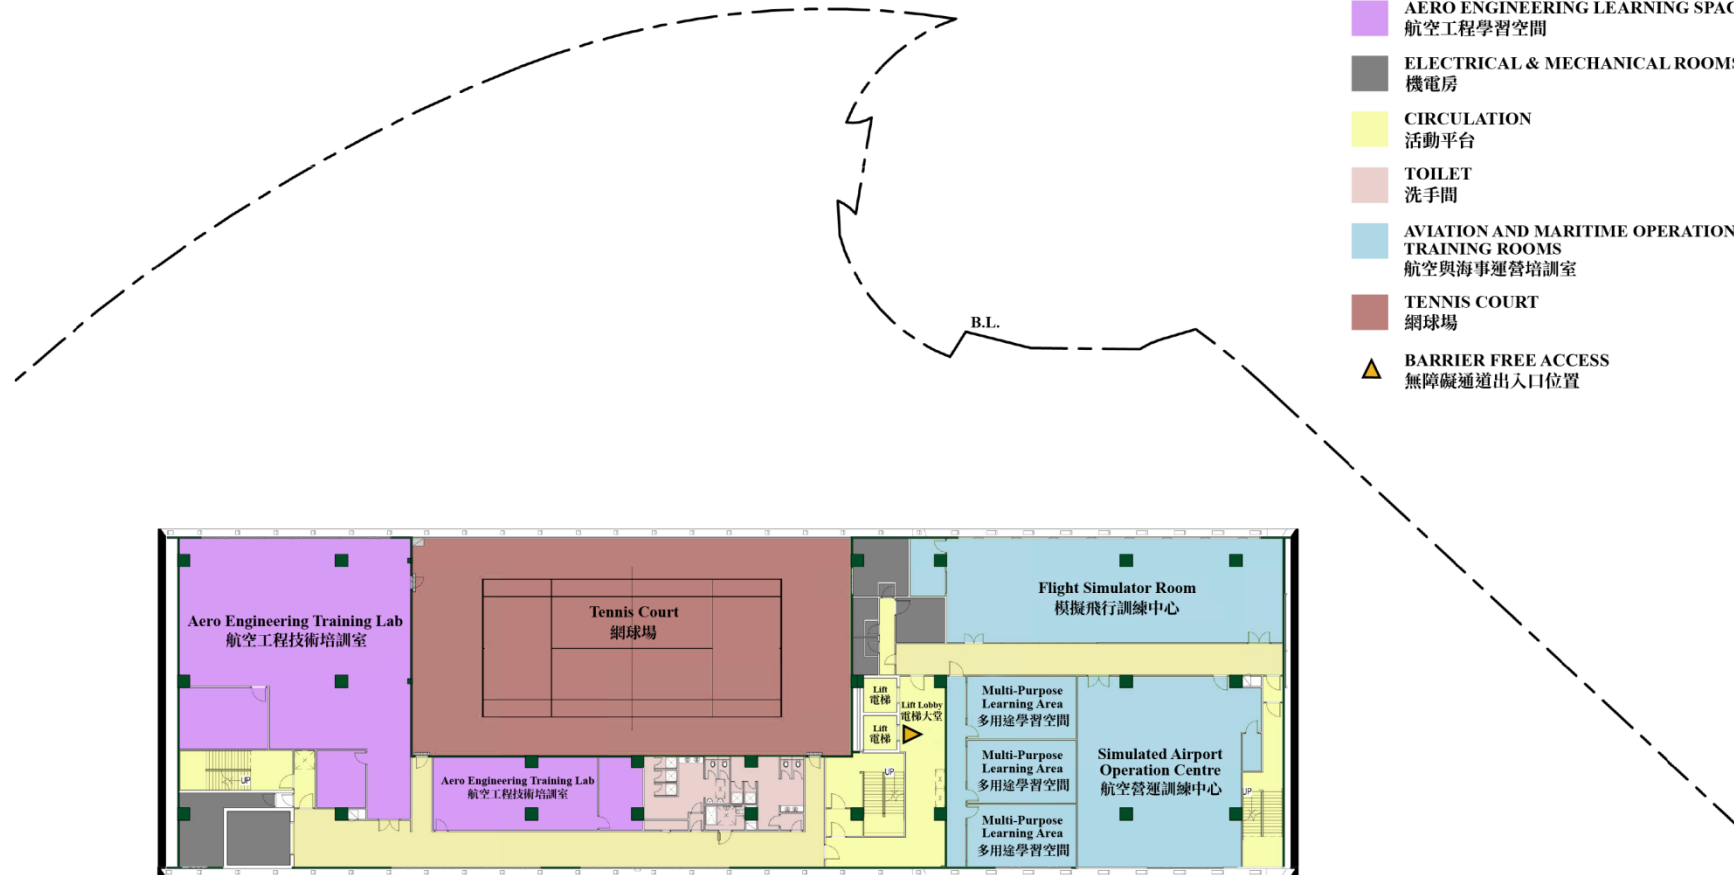 AERO ENGINEERING LEARNING SPAC
航空工程學習空間
ELECTRICAL & MECHANICAL ROOMS
機電房
CIRCULATION
活動平台
TOILET
洗手間
AVIATION AND MARITIME OPERATION
TRAINING ROOMS
航空與海事運營培訓室
TENNIS COURT
網球場
BARRIER FREE ACCESS
無障礙通道出入口位置
B.L.
Aero Engineering Training Lab
航空工程技術培訓室
Tennis Court
網球場
Flight Simulator Room
模擬飛行訓練中心
Lift
電梯
Lift Lobby
電梯大堂
Lift
電梯
Multi-Purpose
Learning Area
多用途學習空間
Multi-Purpose
Learning Area
多用途學習空間
Multi-Purpose
Learning Area
多用途學習空間
Simulated Airport
Operation Centre
航空營運訓練中心
Aero Engineering Training Lab
航空工程技術培訓室
UP
UP
UP